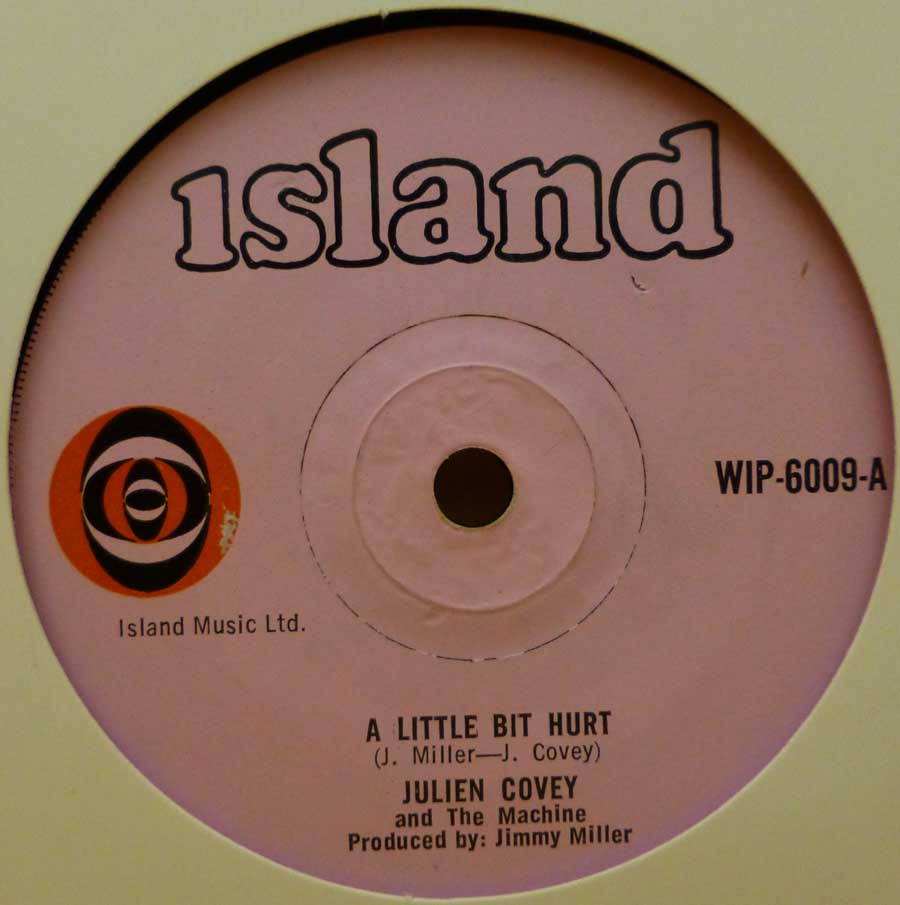 island
WIP-6009-A
Island Music Ltd.
A LITTLE BIT HURT
(J. Miller—J. Covey)
JULIEN COVEY
and The Machine
Produced by: Jimmy Miller